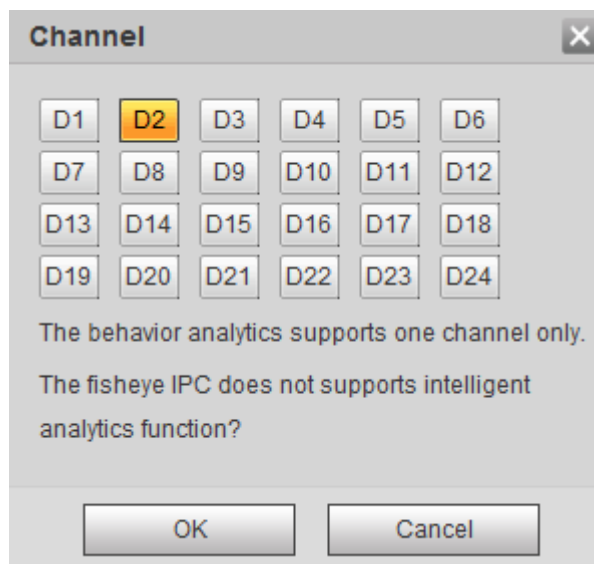 Channel
D1 D2 D3 D4 D5 D6
D7 D8 D9 D10 D11 D12
D13 D14 D15 D16 D17 D18
D19 D20 D21 D22 D23 D24
The behavior analytics supports one channel only.
The fisheye IPC does not supports intelligent
analytics function?
OK Cancel